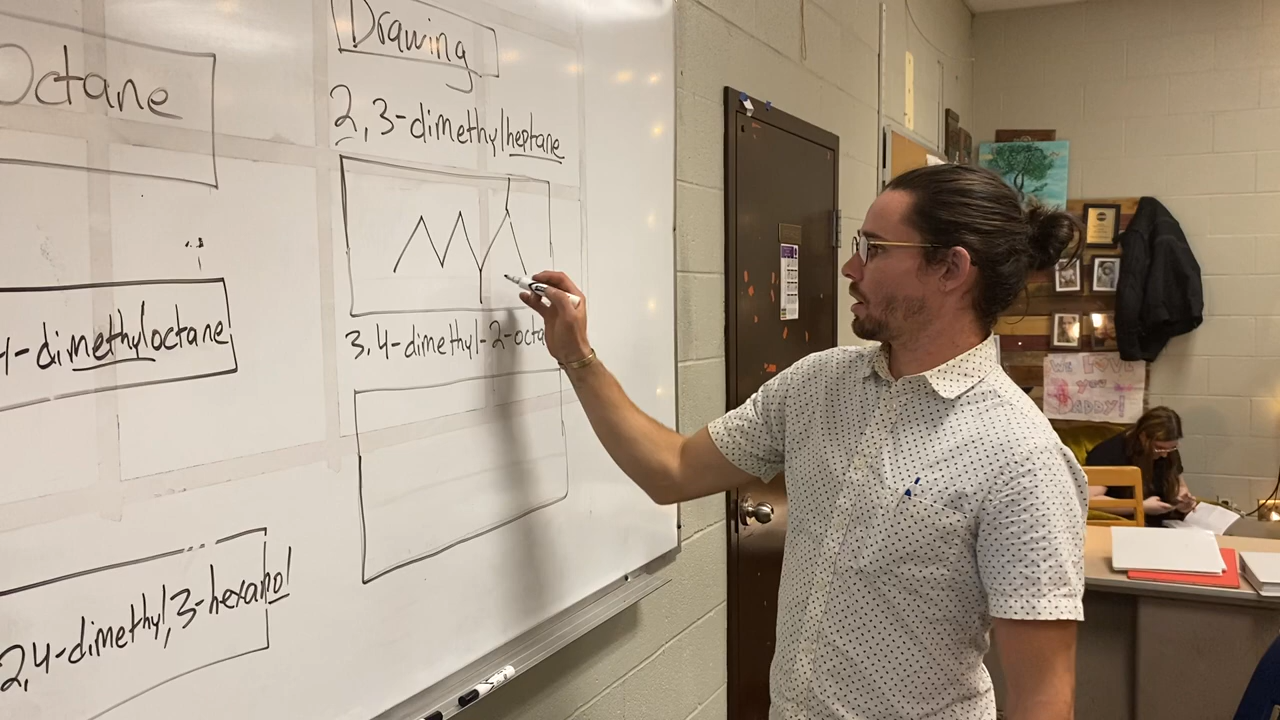 Octane
4-dimethyloctane
2,4-dimethyl,3-hexanol
Drawing
2,3-dimethylheptane
3,4-dimethyl-2-octa
WE LOVE
you
Daddy!